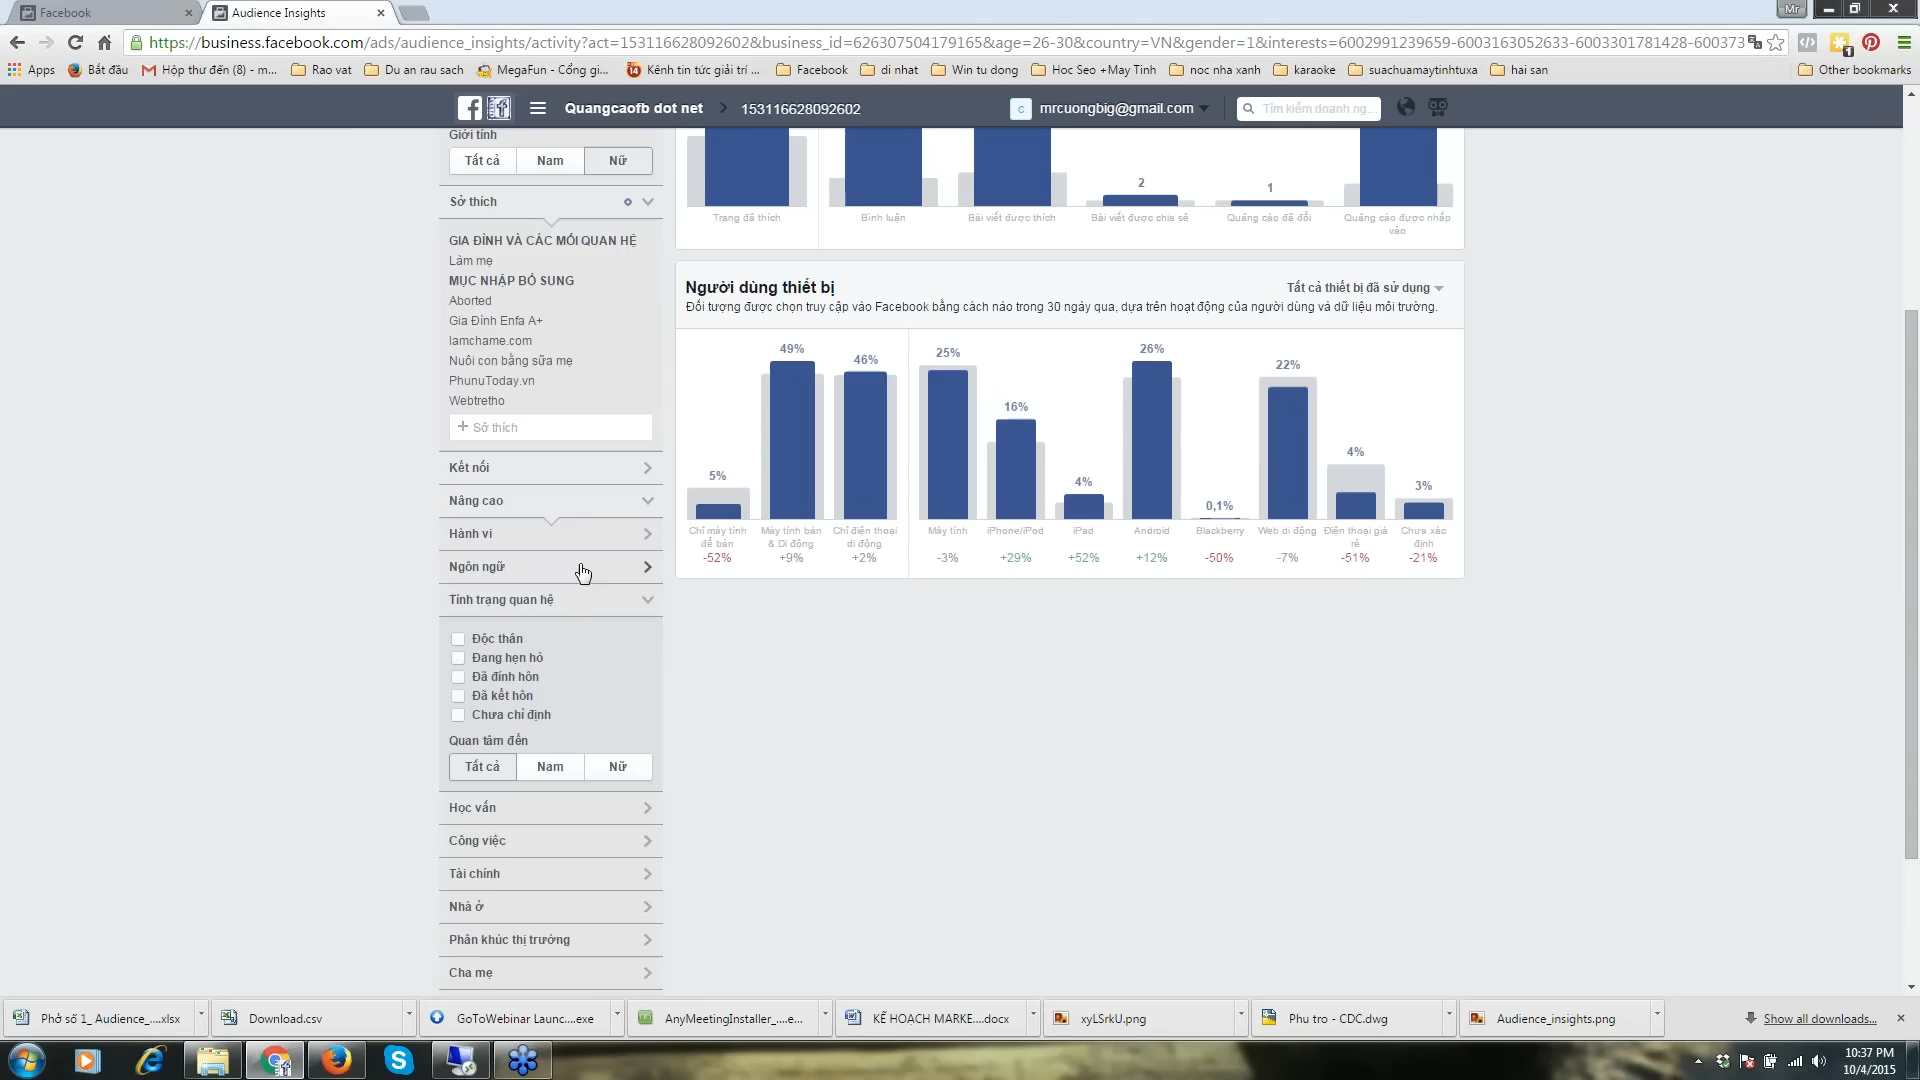 Facebook
Audience Insights
Mr
https://business.facebook.com/ads/audience_insights/activity?act=153116628092602&business_id=626307504179165&age=26-30&country=VN&gender=1&interests=6002991239659-6003163052633-6003301781428-600373
1
Apps
Bắt đầu
Hộp thư đến (8) - m...
Rao vat
Du an rau sach
MegaFun - Cổng gi...
Kênh tin tức giải trí ...
Facebook
di nhat
Win tu dong
Hoc Seo +May Tinh
noc nha xanh
karaoke
suachuamaytinhtuxa
hai san
Other bookmarks
Quangcaofb dot net
153116628092602
c
mrcuongbig@gmail.com
Tìm kiếm doanh ng...
Giới tính
Tất cả
Nam
Nữ
Sở thích
GIA ĐÌNH VÀ CÁC MỐI QUAN HỆ
Làm mẹ
MỤC NHẬP BỔ SUNG
Aborted
Gia Đình Enfa A+
lamchame.com
Nuôi con bằng sữa mẹ
PhunuToday.vn
Webtretho
+ Sở thích
Kết nối
Nâng cao
Hành vi
Ngôn ngữ
Tình trạng quan hệ
Độc thân
Đang hẹn hò
Đã đính hôn
Đã kết hôn
Chưa chỉ định
Quan tâm đến
Tất cả
Nam
Nữ
Học vấn
Công việc
Tài chính
Nhà ở
Phân khúc thị trường
Cha mẹ
2
1
Trang đã thích
Bình luận
Bài viết được thích
Bài viết được chia sẻ
Quảng cáo đã đổi
Quảng cáo được nhấp
vào
Người dùng thiết bị
Tất cả thiết bị đã sử dụng
Đối tượng được chọn truy cập vào Facebook bằng cách nào trong 30 ngày qua, dựa trên hoạt động của người dùng và dữ liệu môi trường.
5%
49%
46%
25%
16%
4%
26%
0,1%
22%
4%
3%
Chỉ máy tính
để bàn
Máy tính bàn
& Di động
Chỉ điện thoại
di động
Máy tính
iPhone/iPod
iPad
Android
Blackberry
Web di động
Điện thoại giá
rẻ
Chưa xác
định
-52%
+9%
+2%
-3%
+29%
+52%
+12%
-50%
-7%
-51%
-21%
Phở số 1_ Audience_....xlsx
Download.csv
GoToWebinar Launc....exe
AnyMeetingInstaller_....e...
KẾ HOẠCH MARKE....docx
xyLSrkU.png
Phu tro - CDC.dwg
Audience_insights.png
Show all downloads...
10:37 PM
10/4/2015